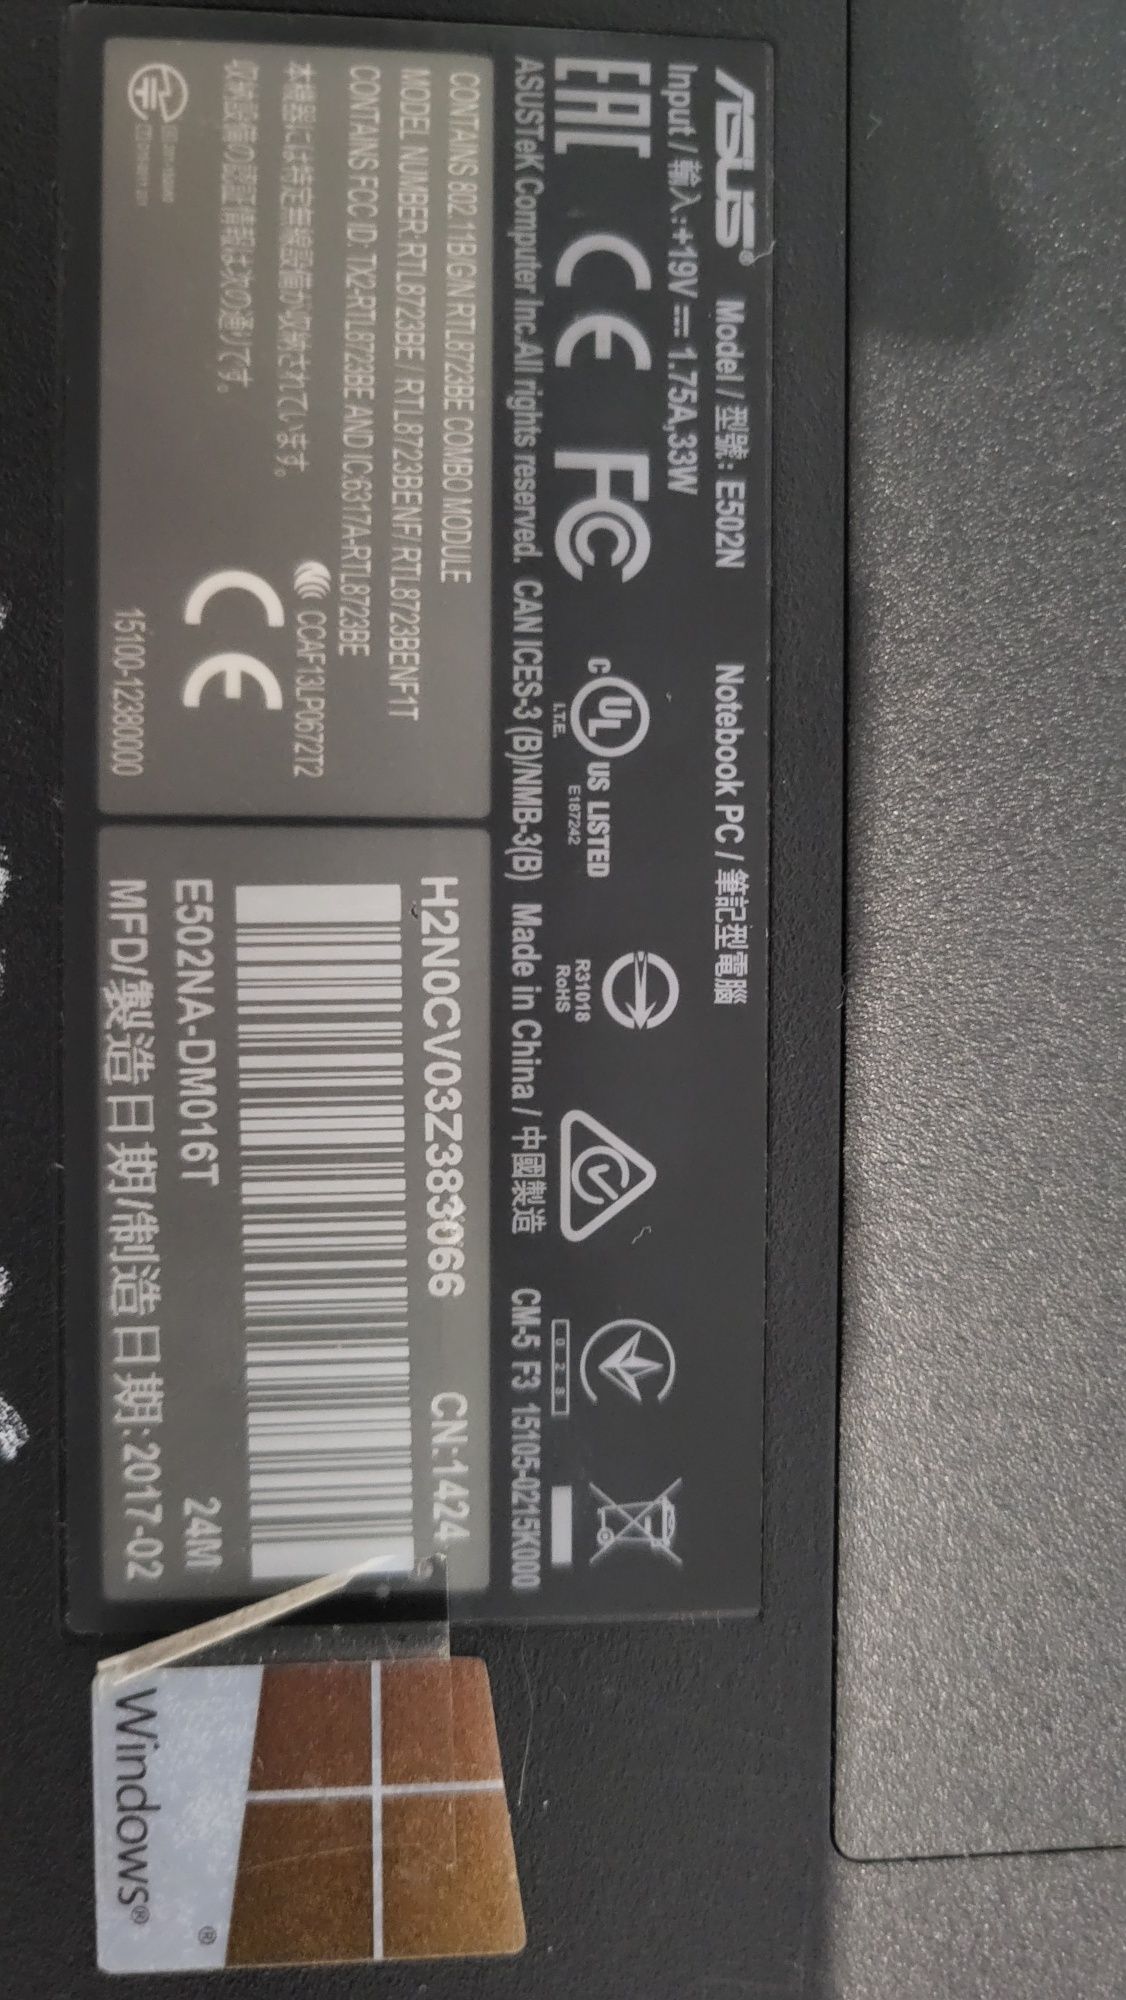 ASUS® Model / 型號: E502N Notebook PC / 筆記型電腦
Input / 輸入:+19V⎓1.75A,33W
EAC CE FC C UL US LISTED I.T.E. E187242
R31018
RoHS
0 2 3
ASUSTeK Computer Inc.All rights reserved. CAN ICES-3 (B)/NMB-3(B) Made in China / 中國製造 CM-5 F3 15105-0215K000
CONTAINS 802.11B/G/N RTL8723BE COMBO MODULE
MODEL NUMBER:RTL8723BE / RTL8723BENF/ RTL8723BENF1T
CONTAINS FCC ID: TX2-RTL8723BE AND IC:6317A-RTL8723BE
本機器には特定無線設備が収納されています。
CCAF13LP0672T2
収納設備の認証情報は次の通りです。
CE
15100-12380000
H2N0CV03Z383066 CN:1424
E502NA-DM016T 24M
MFD/製造日期/制造日期:2017-02
Windows®
®